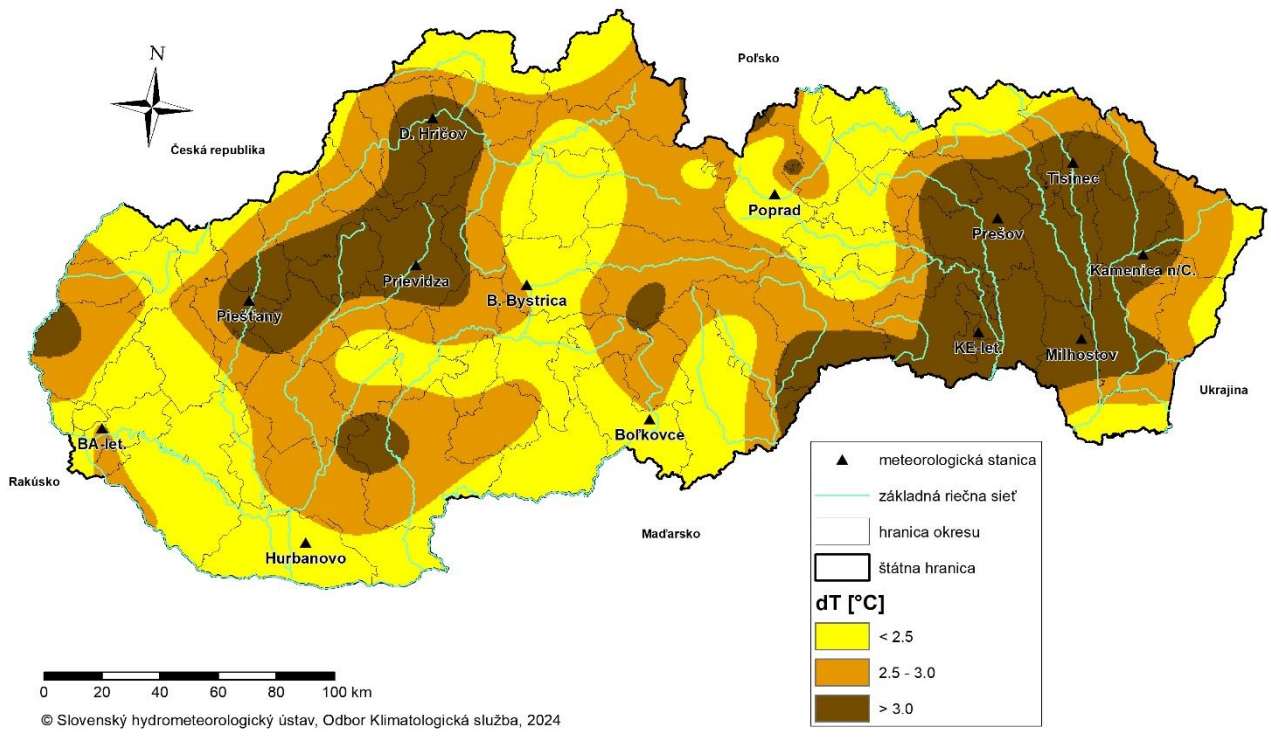 N
Poľsko
Česká republika
D. Hričov
Tisinec
Poprad
Prešov
Prievidza
Kamenica n/C.
B. Bystrica
Piešťany
KE-let.
Milhostov
Ukrajina
BA-let.
Boľkovce
Rakúsko
Maďarsko
Hurbanovo
meteorologická stanica
základná riečna sieť
hranica okresu
štátna hranica
dT [°C]
< 2.5
2.5 - 3.0
> 3.0
0 20 40 60 80 100 km
© Slovenský hydrometeorologický ústav, Odbor Klimatologická služba, 2024